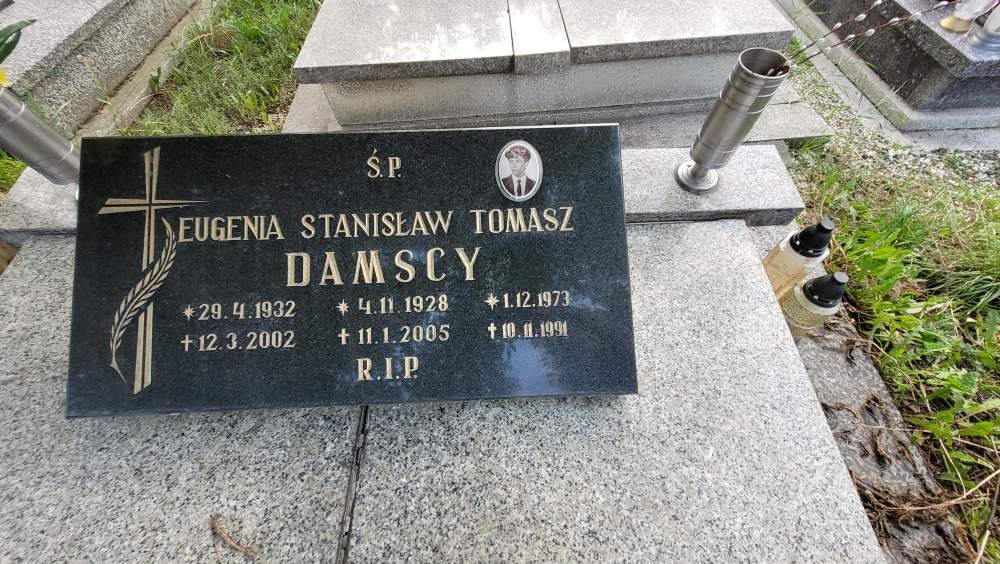 Ś.P.
EUGENIA STANISŁAW TOMASZ
DAMSCY
*29.4.1932 *4.11.1928 *1.12.1973
†12.3.2002 †11.1.2005 †10.11.1991
R.I.P.